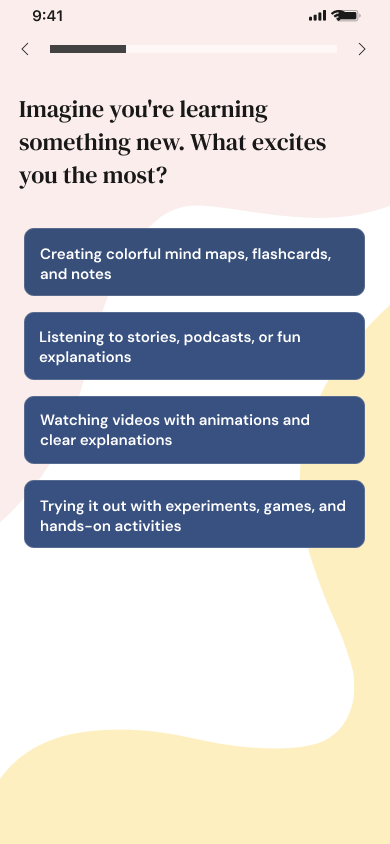 9:41
Imagine you're learning
something new. What excites
you the most?
Creating colorful mind maps, flashcards,
and notes
Listening to stories, podcasts, or fun
explanations
Watching videos with animations and
clear explanations
Trying it out with experiments, games, and
hands-on activities